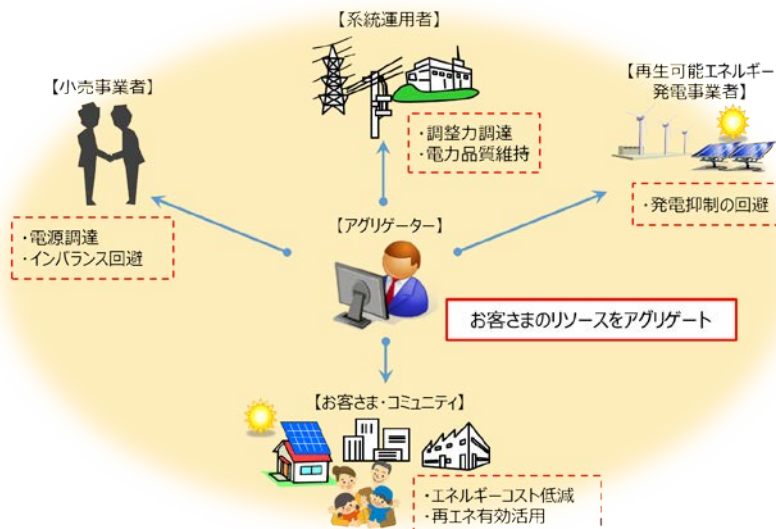 【系統運用者】
・調整力調達
・電力品質維持
【小売事業者】
・電源調達
・インバランス回避
【再生可能エネルギー
発電事業者】
・発電抑制の回避
【アグリゲーター】
お客さまのリソースをアグリゲート
【お客さま・コミュニティ】
・エネルギーコスト低減
・再エネ有効活用